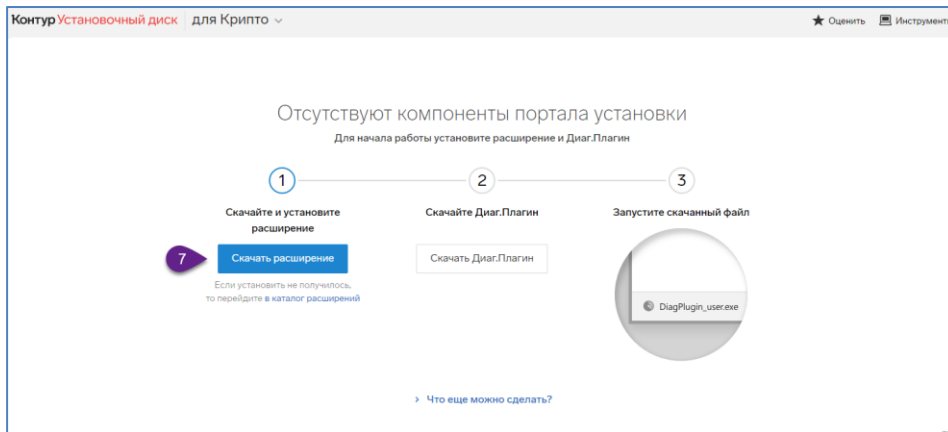 Контур Установочный диск для Крипто
Оценить
Инструмент
Отсутствуют компоненты портала установки
Для начала работы установите расширение и Диаг.Плагин
1
2
3
Скачайте и установите
расширение
Скачайте Диаг.Плагин
Запустите скачанный файл
7
Скачать расширение
Скачать Диаг.Плагин
Если установить не получилось,
то перейдите в каталог расширений
DiagPlugin_user.exe
Что еще можно сделать?